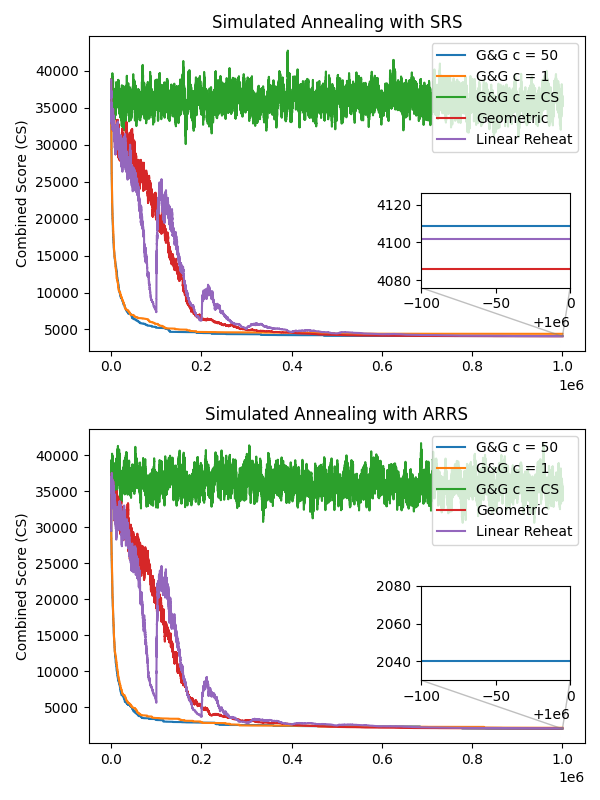 Simulated Annealing with SRS
Combined Score (CS)
40000
35000
30000
25000
20000
15000
10000
5000
G&G c = 50
G&G c = 1
G&G c = CS
Geometric
Linear Reheat
4120
4100
4080
−100 −50 0
+1e6
0.0 0.2 0.4 0.6 0.8 1.0
1e6
Simulated Annealing with ARRS
Combined Score (CS)
40000
35000
30000
25000
20000
15000
10000
5000
G&G c = 50
G&G c = 1
G&G c = CS
Geometric
Linear Reheat
2080
2060
2040
−100 −50 0
+1e6
0.0 0.2 0.4 0.6 0.8 1.0
1e6